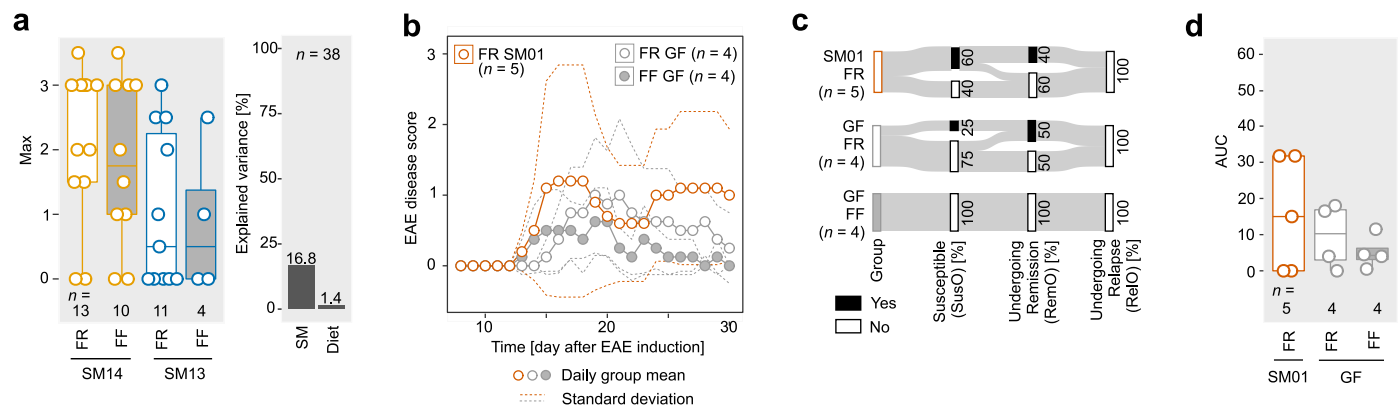 a
Max
3
2
1
0
n =
13
10
11
4
FR
FF
FR
FF
SM14
SM13
Explained variance [%]
100
75
50
25
0
n = 38
16.8
1.4
SM
Diet
b
EAE disease score
3
2
1
0
FR SM01
(n = 5)
FR GF (n = 4)
FF GF (n = 4)
10
20
30
Time [day after EAE induction]
Daily group mean
Standard deviation
c
SM01
FR
(n = 5)
60
40
40
60
100
GF
FR
(n = 4)
25
75
50
50
100
GF
FF
(n = 4)
100
100
100
Group
Susceptible
(SusO) [%]
Undergoing
Remission
(RemO) [%]
Undergoing
Relapse
(RelO) [%]
Yes
No
d
AUC
60
50
40
30
20
10
0
n =
5
4
4
FR
FR
FF
SM01
GF